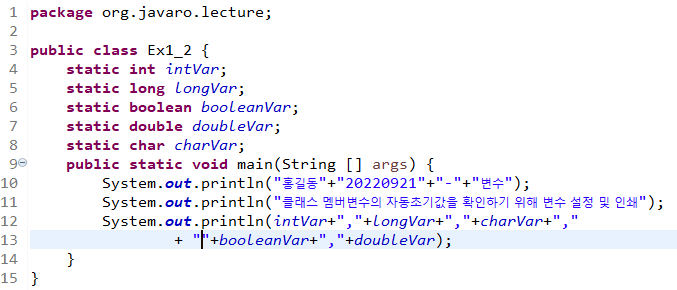 1 package org.javaro.lecture;
2
3 public class Ex1_2 {
4     static int intVar;
5     static long longVar;
6     static boolean booleanVar;
7     static double doubleVar;
8     static char charVar;
9     public static void main(String [] args) {
10         System.out.println("홍길동"+"20220921"+"-"+"변수");
11         System.out.println("클래스 멤버변수의 자동초기값을 확인하기 위해 변수 설정 및 인쇄");
12         System.out.println(intVar+","+longVar+","+charVar+","
13                 + ""+booleanVar+","+doubleVar);
14     }
15 }